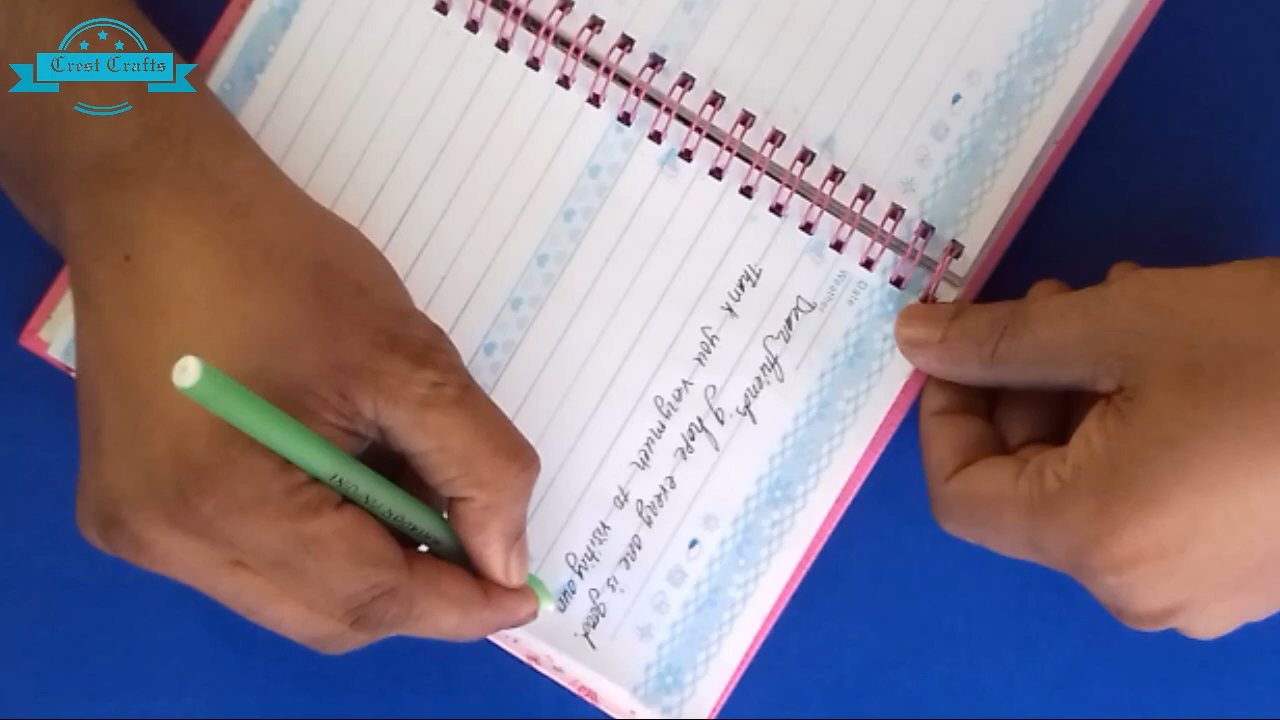 Crest Crafts
Date
Weather
Dear friends, I hope every one is good.
Thank you very much to visiting our